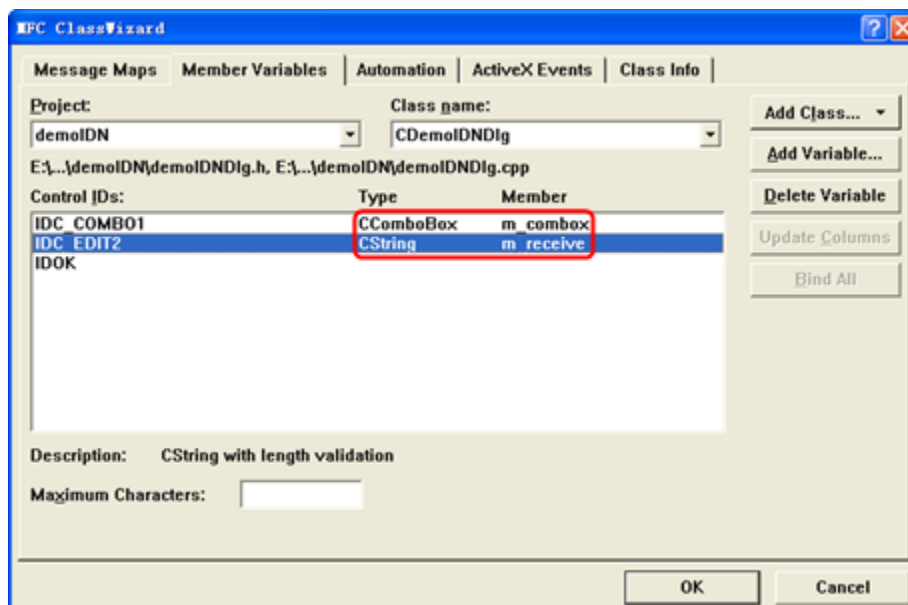 MFC ClassWizard
Message Maps Member Variables Automation ActiveX Events Class Info
Project: Class name:
demoIDN CDemoIDNDlg
E:\...\demoIDN\demoIDNDlg.h, E:\...\demoIDN\demoIDNDlg.cpp
Control IDs: Type Member
IDC_COMBO1 CComboBox m_combox
IDC_EDIT2 CString m_receive
IDOK
Add Class...
Add Variable...
Delete Variable
Update Columns
Bind All
Description: CString with length validation
Maximum Characters:
OK Cancel